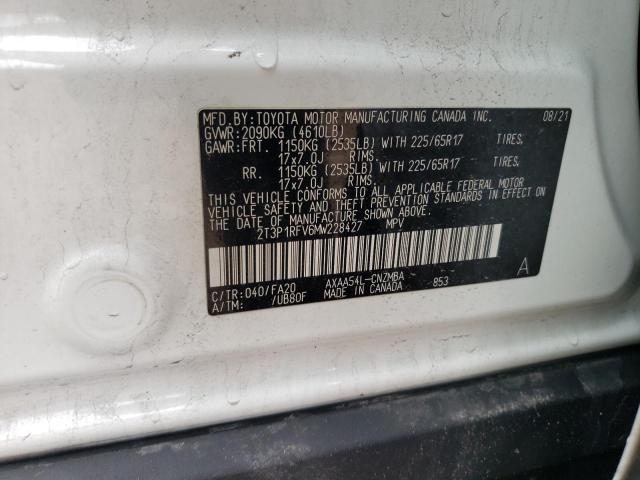 MFD.BY:TOYOTA MOTOR MANUFACTURING CANADA INC. 08/21
GVWR:2090KG (4610LB)
GAWR:FRT. 1150KG (2535LB) WITH 225/65R17 TIRES,
17x7.0J RIMS.
RR. 1150KG (2535LB) WITH 225/65R17 TIRES,
17x7.0J RIMS.
THIS VEHICLE CONFORMS TO ALL APPLICABLE FEDERAL MOTOR
VEHICLE SAFETY AND THEFT PREVENTION STANDARDS IN EFFECT ON
THE DATE OF MANUFACTURE SHOWN ABOVE.
2T3P1RFV6MW228427 MPV
C/TR:040/FA20 AXAA54L-CNZMBA A
A/TM: /UB80F MADE IN CANADA 853